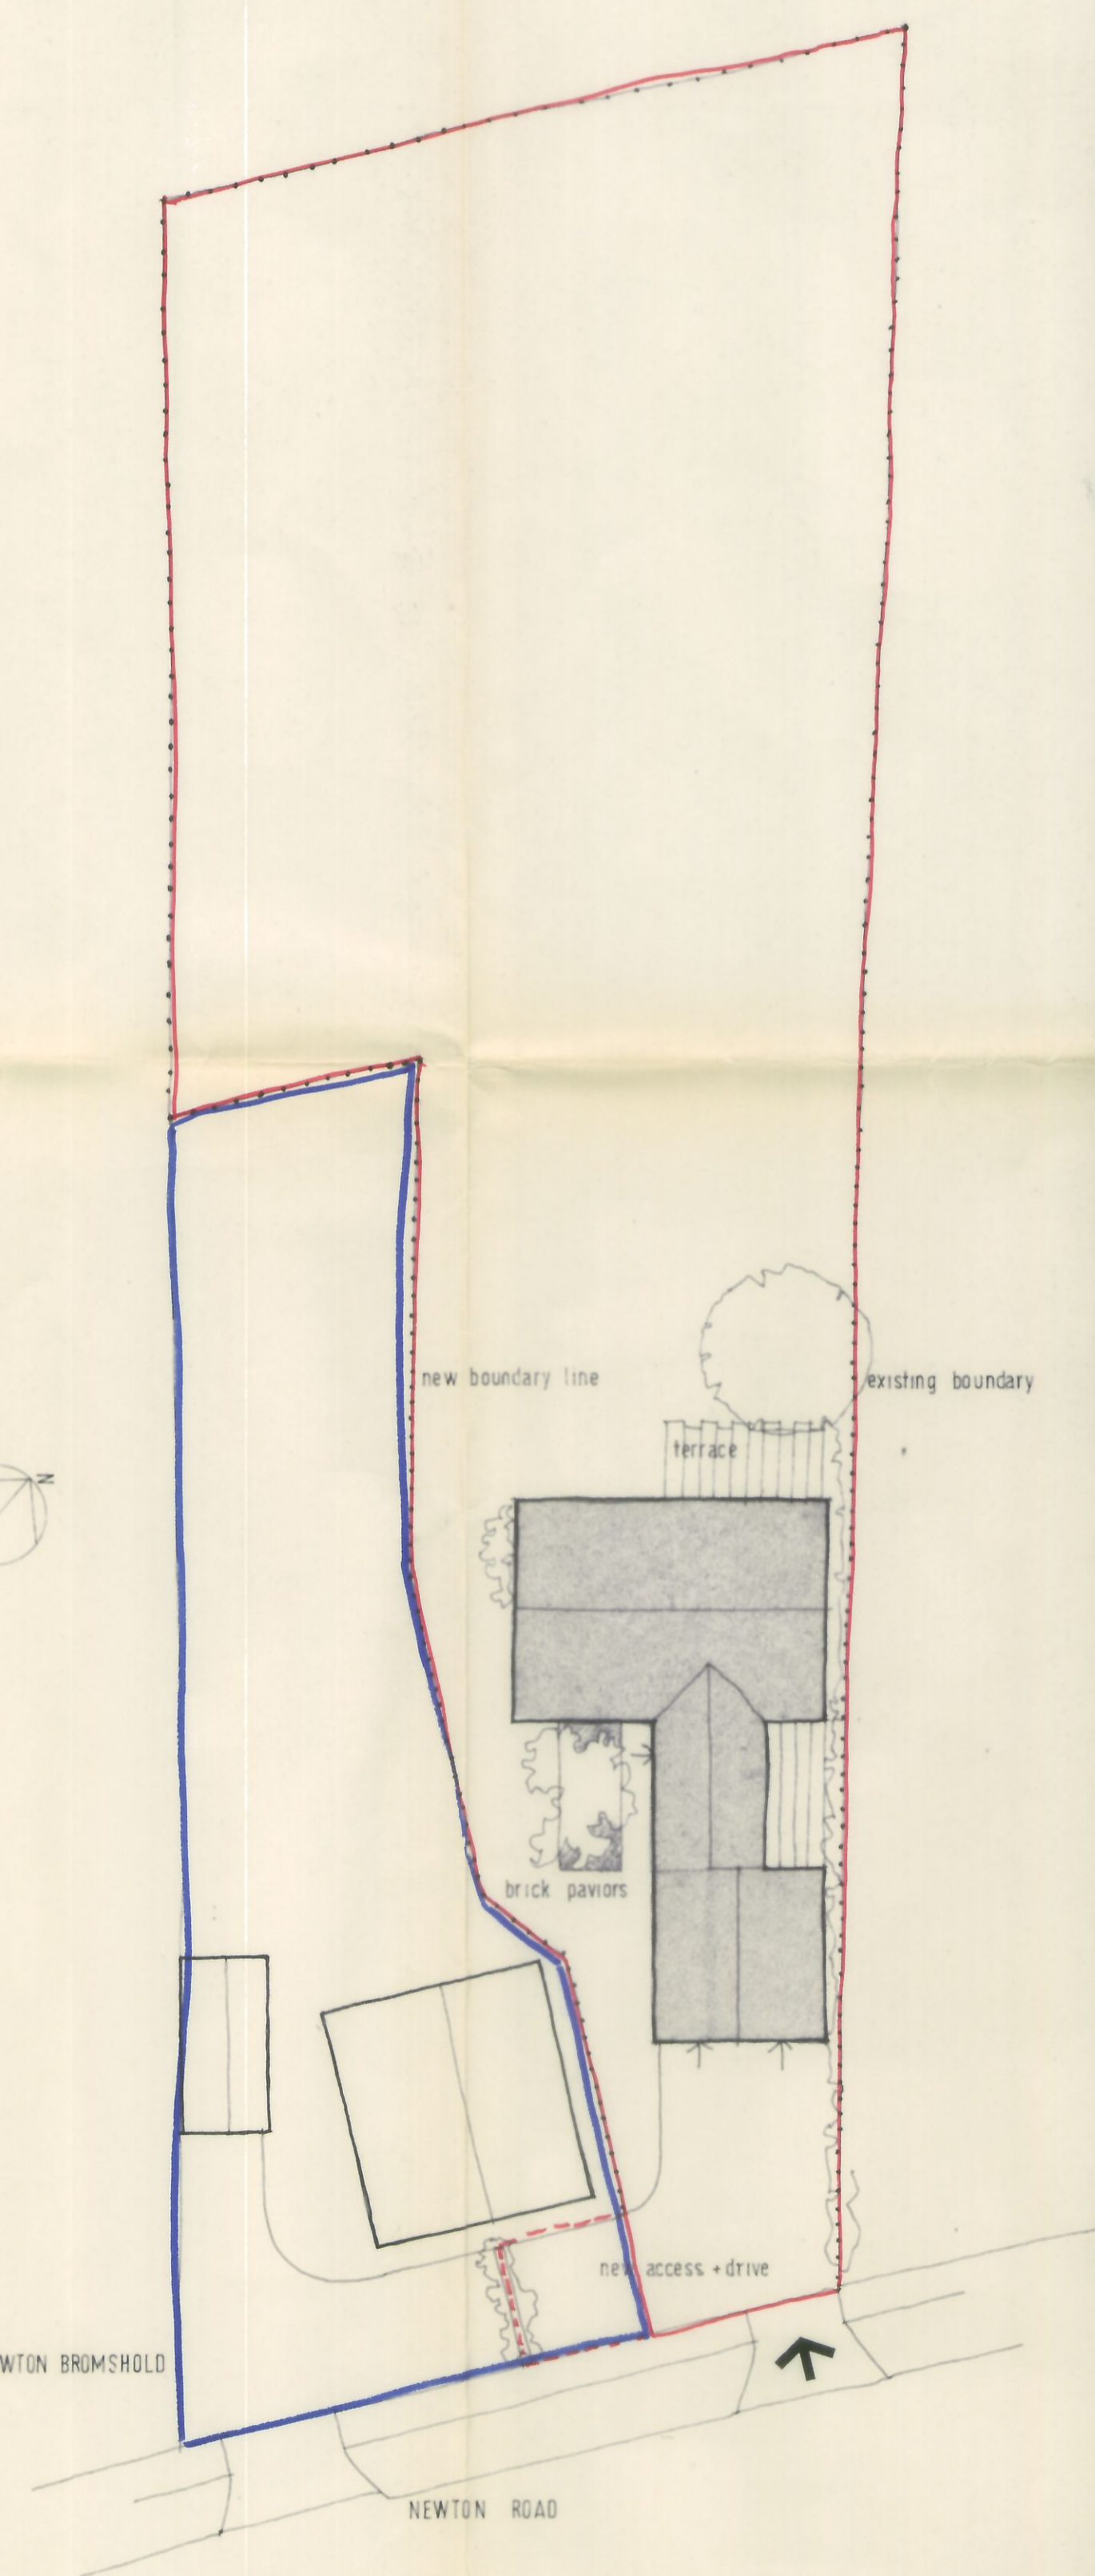 new boundary line
existing boundary
terrace
N
brick paviors
new access + drive
WTON BROMSHOLD
NEWTON ROAD